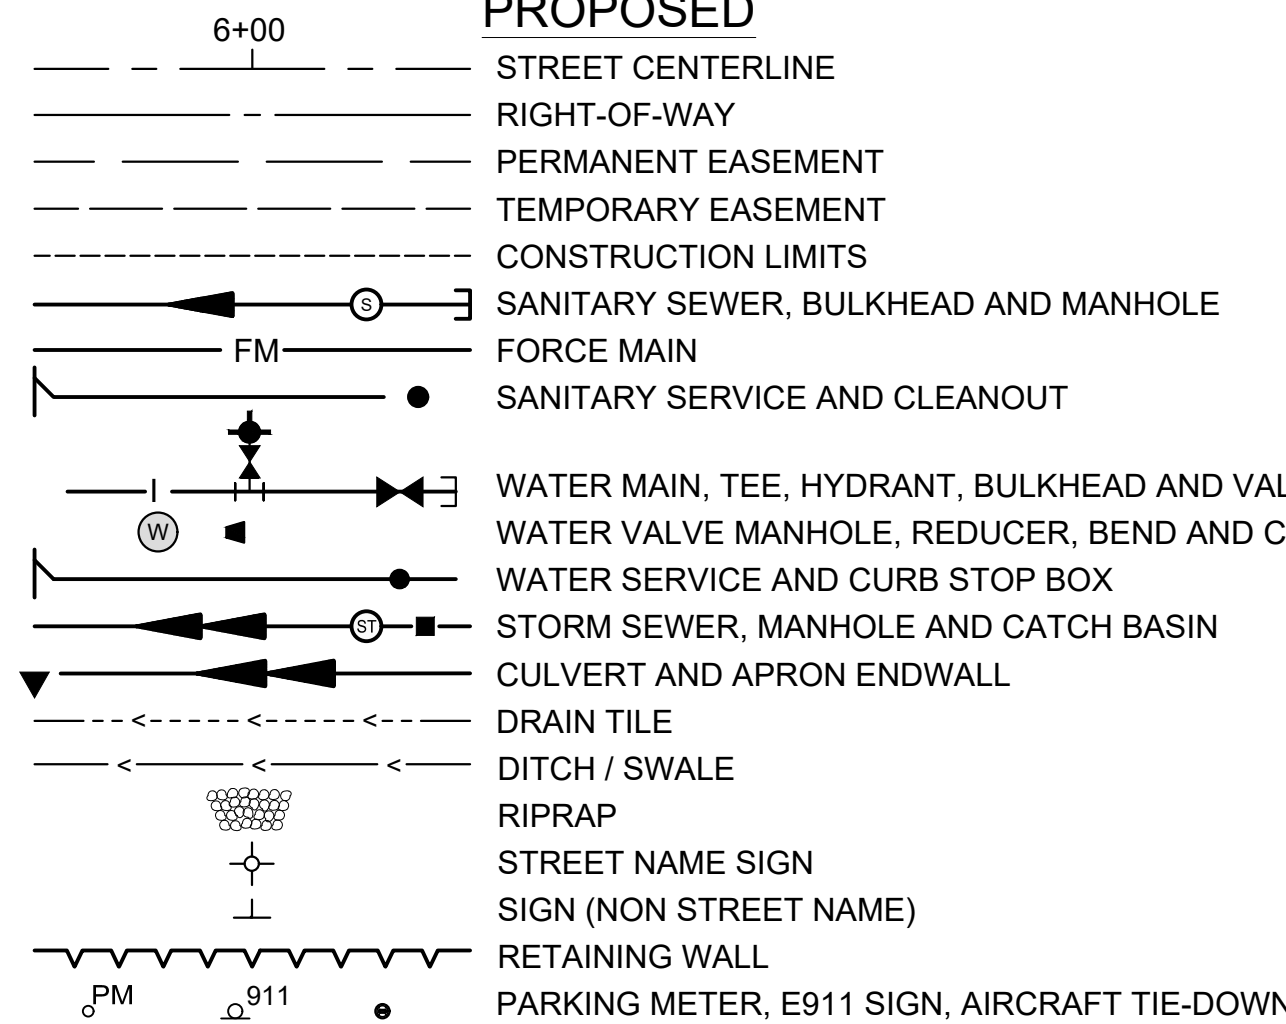 PROPOSED
6+00
STREET CENTERLINE
RIGHT-OF-WAY
PERMANENT EASEMENT
TEMPORARY EASEMENT
CONSTRUCTION LIMITS
S SANITARY SEWER, BULKHEAD AND MANHOLE
FM FORCE MAIN
SANITARY SERVICE AND CLEANOUT
WATER MAIN, TEE, HYDRANT, BULKHEAD AND
W WATER VALVE MANHOLE, REDUCER, BEND AND
WATER SERVICE AND CURB STOP BOX
ST STORM SEWER, MANHOLE AND CATCH BASIN
CULVERT AND APRON ENDWALL
DRAIN TILE
DITCH / SWALE
RIPRAP
STREET NAME SIGN
SIGN (NON STREET NAME)
RETAINING WALL
PM 911 PARKING METER, E911 SIGN, AIRCRAFT TIE-DOWN